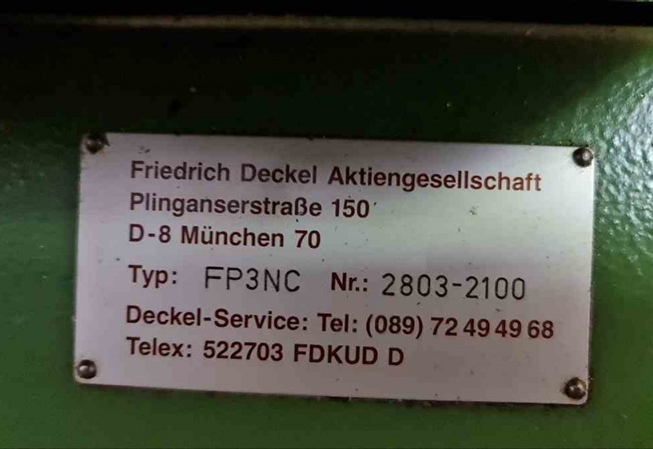 Friedrich Deckel Aktiengesellschaft
Plinganserstraße 150
D-8 München 70
Typ: FP3NC Nr.: 2803-2100
Deckel-Service: Tel: (089) 72 49 49 68
Telex: 522703 FDKUD D